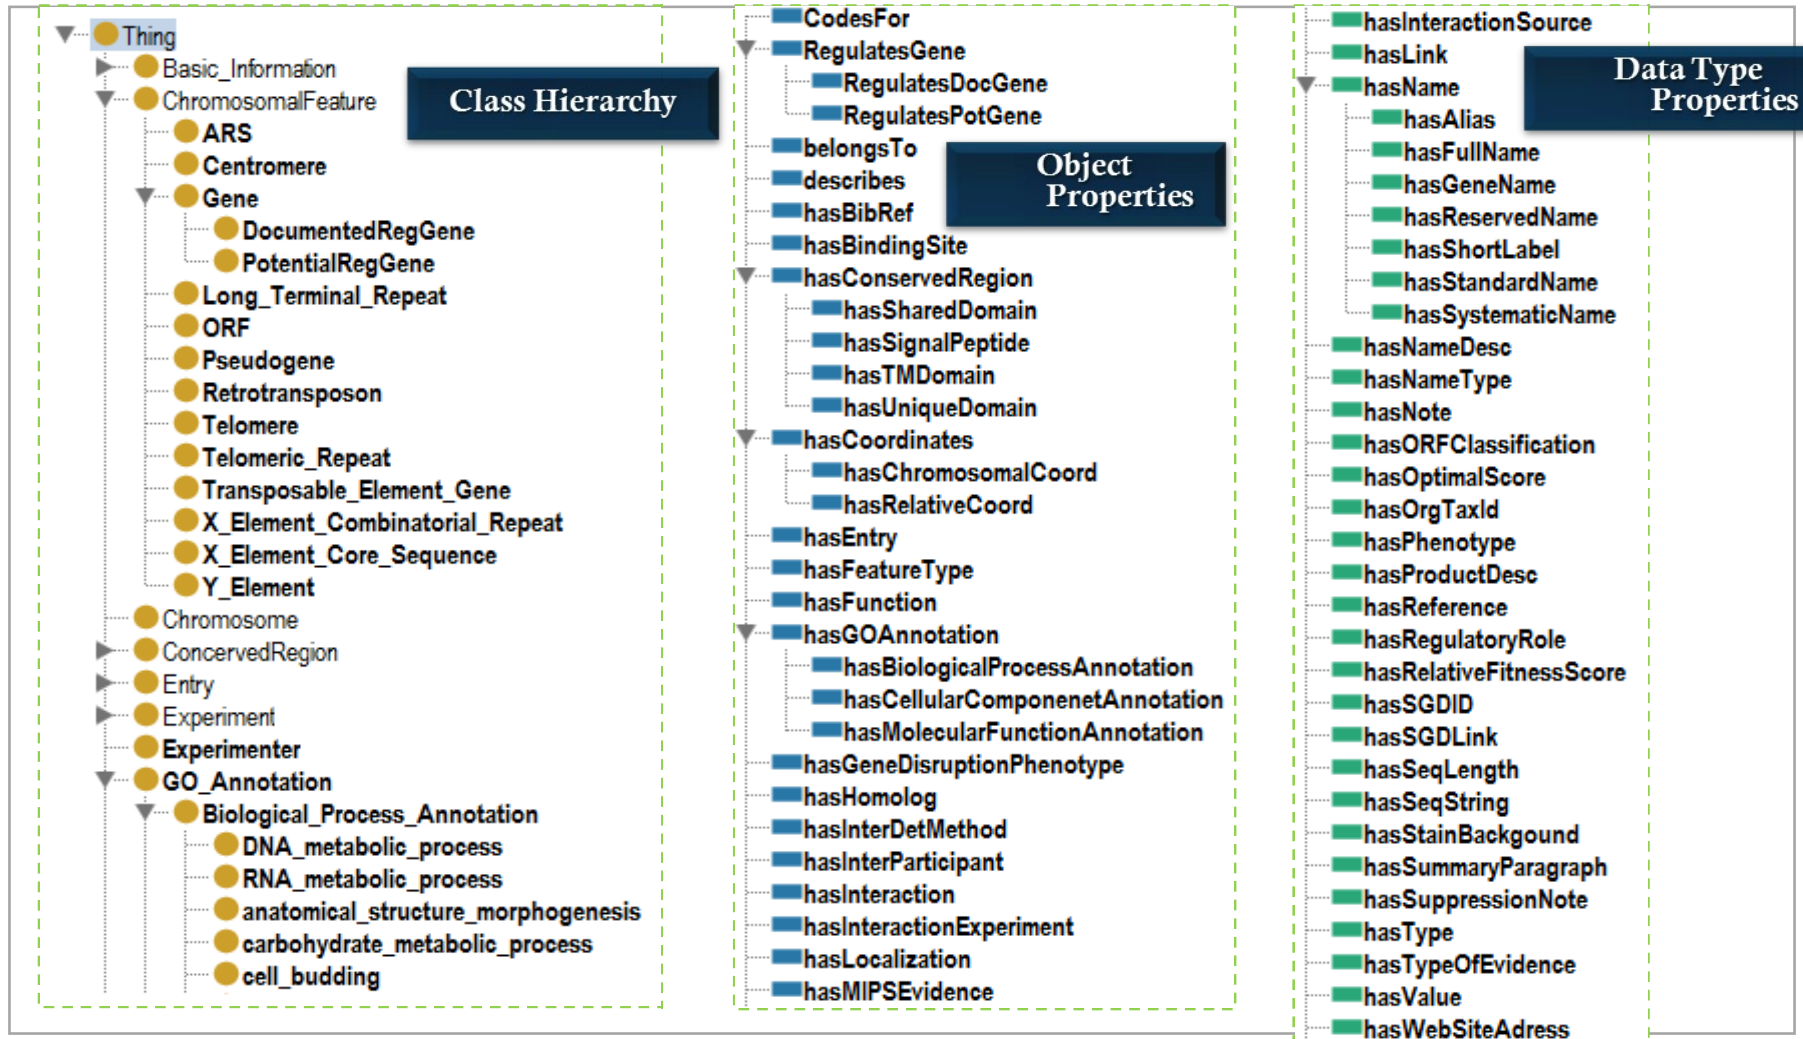 Thing
Basic_Information
ChromosomalFeature
ARS
Centromere
Gene
DocumentedRegGene
PotentialRegGene
Long_Terminal_Repeat
ORF
Pseudogene
Retrotransposon
Telomere
Telomeric_Repeat
Transposable_Element_Gene
X_Element_Combinatorial_Repeat
X_Element_Core_Sequence
Y_Element
Chromosome
ConcervedRegion
Entry
Experiment
Experimenter
GO_Annotation
Biological_Process_Annotation
DNA_metabolic_process
RNA_metabolic_process
anatomical_structure_morphogenesis
carbohydrate_metabolic_process
cell_budding
Class Hierarchy
CodesFor
RegulatesGene
RegulatesDocGene
RegulatesPotGene
belongsTo
describes
hasBibRef
hasBindingSite
hasConservedRegion
hasSharedDomain
hasSignalPeptide
hasTMDomain
hasUniqueDomain
hasCoordinates
hasChromosomalCoord
hasRelativeCoord
hasEntry
hasFeatureType
hasFunction
hasGOAnnotation
hasBiologicalProcessAnnotation
hasCellularComponenetAnnotation
hasMolecularFunctionAnnotation
hasGeneDisruptionPhenotype
hasHomolog
hasInterDetMethod
hasInterParticipant
hasInteraction
hasInteractionExperiment
hasLocalization
hasMIPSEvidence
Object
Properties
hasInteractionSource
hasLink
hasName
hasAlias
hasFullName
hasGeneName
hasReservedName
hasShortLabel
hasStandardName
hasSystematicName
hasNameDesc
hasNameType
hasNote
hasORFClassification
hasOptimalScore
hasOrgTaxId
hasPhenotype
hasProductDesc
hasReference
hasRegulatoryRole
hasRelativeFitnessScore
hasSGDID
hasSGDLink
hasSeqLength
hasSeqString
hasStainBackgound
hasSummaryParagraph
hasSuppressionNote
hasType
hasTypeOfEvidence
hasValue
hasWebSiteAdress
Data Type
Properties